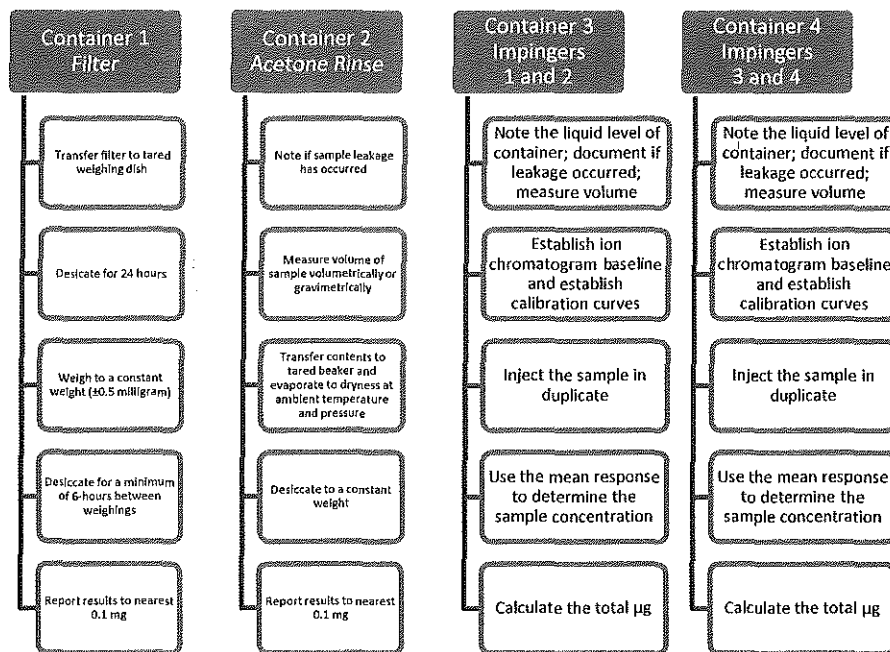 Container 1
Filter
Transfer filter to tared
weighing dish
Desicate for 24 hours
Weigh to a constant
weight (±0.5 milligram)
Desiccate for a minimum
of 6-hours between
weighings
Report results to nearest
0.1 mg
Container 2
Acetone Rinse
Note if sample leakage
has occurred
Measure volume of
sample volumetrically or
gravimetrically
Transfer contents to
tared beaker and
evaporate to dryness at
ambient temperature
and pressure
Desiccate to a constant
weight
Report results to nearest
0.1 mg
Container 3
Impingers
1 and 2
Note the liquid level of
container; document if
leakage occurred;
measure volume
Establish ion
chromatogram baseline
and establish
calibration curves
Inject the sample in
duplicate
Use the mean response
to determine the
sample concentration
Calculate the total µg
Container 4
Impingers
3 and 4
Note the liquid level of
container; document if
leakage occurred;
measure volume
Establish ion
chromatogram baseline
and establish
calibration curves
Inject the sample in
duplicate
Use the mean response
to determine the
sample concentration
Calculate the total µg